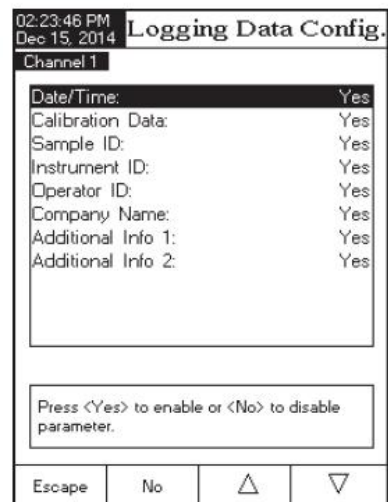 02:23:46 PM
Dec 15, 2014
Logging Data Config.
Channel 1
Date/Time: Yes
Calibration Data: Yes
Sample ID: Yes
Instrument ID: Yes
Operator ID: Yes
Company Name: Yes
Additional Info 1: Yes
Additional Info 2: Yes
Press <Yes> to enable or <No> to disable
parameter.
Escape No △ ▽